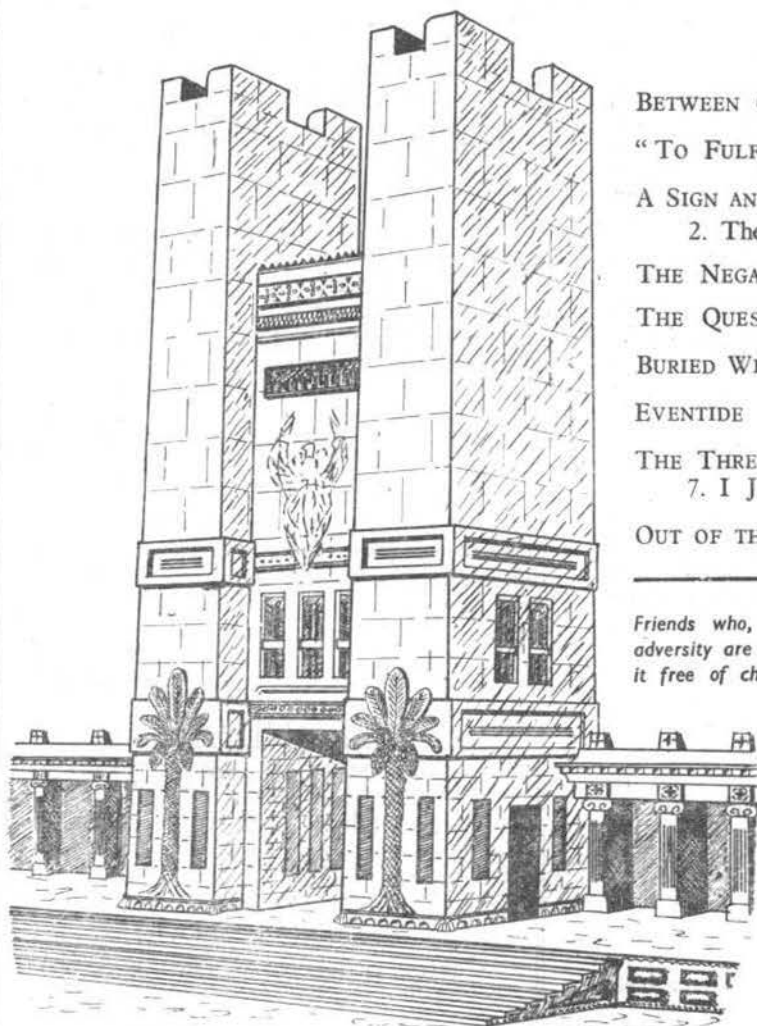 BETWEEN
"TO FULF
A SIGN AN
2. The
THE NEGA
THE QUES
BURIED WI
EVENTIDE
THE THRE
7. I J
OUT OF TH
Friends who,
adversity are
it free of ch